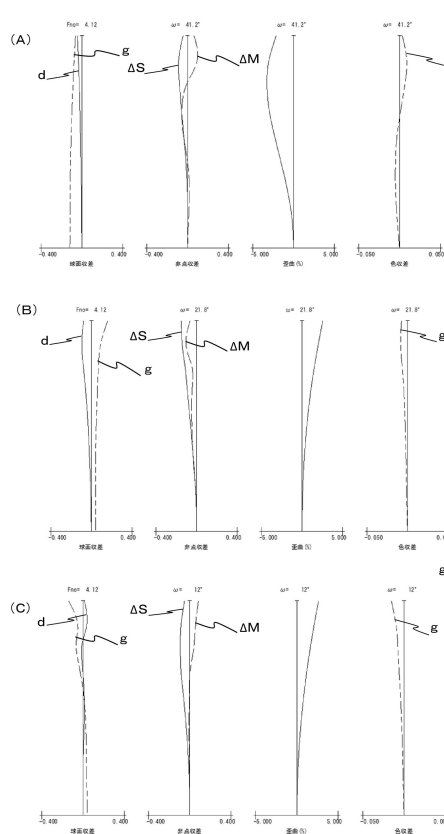 Fno= 4.12
ω= 41.2°
ω= 41.2°
ω= 41.2°
(A)
g
d
ΔS
ΔM
g
-0.400 0.400
-0.400 0.400
-5.000 5.000
-0.050 0.050
球面収差
非点収差
歪曲(%)
色収差
(B)
Fno= 4.12
ω= 21.8°
ω= 21.8°
ω= 21.8°
d
g
ΔS
ΔM
g
-0.400 0.400
-0.400 0.400
-5.000 5.000
-0.050 0.0
球面収差
非点収差
歪曲(%)
色収差
g
(C)
Fno= 4.12
ω= 12°
ω= 12°
ω= 12°
d
g
ΔS
ΔM
g
-0.400 0.400
-0.400 0.400
-5.000 5.000
-0.050 0.05
球面収差
非点収差
歪曲(%)
色収差